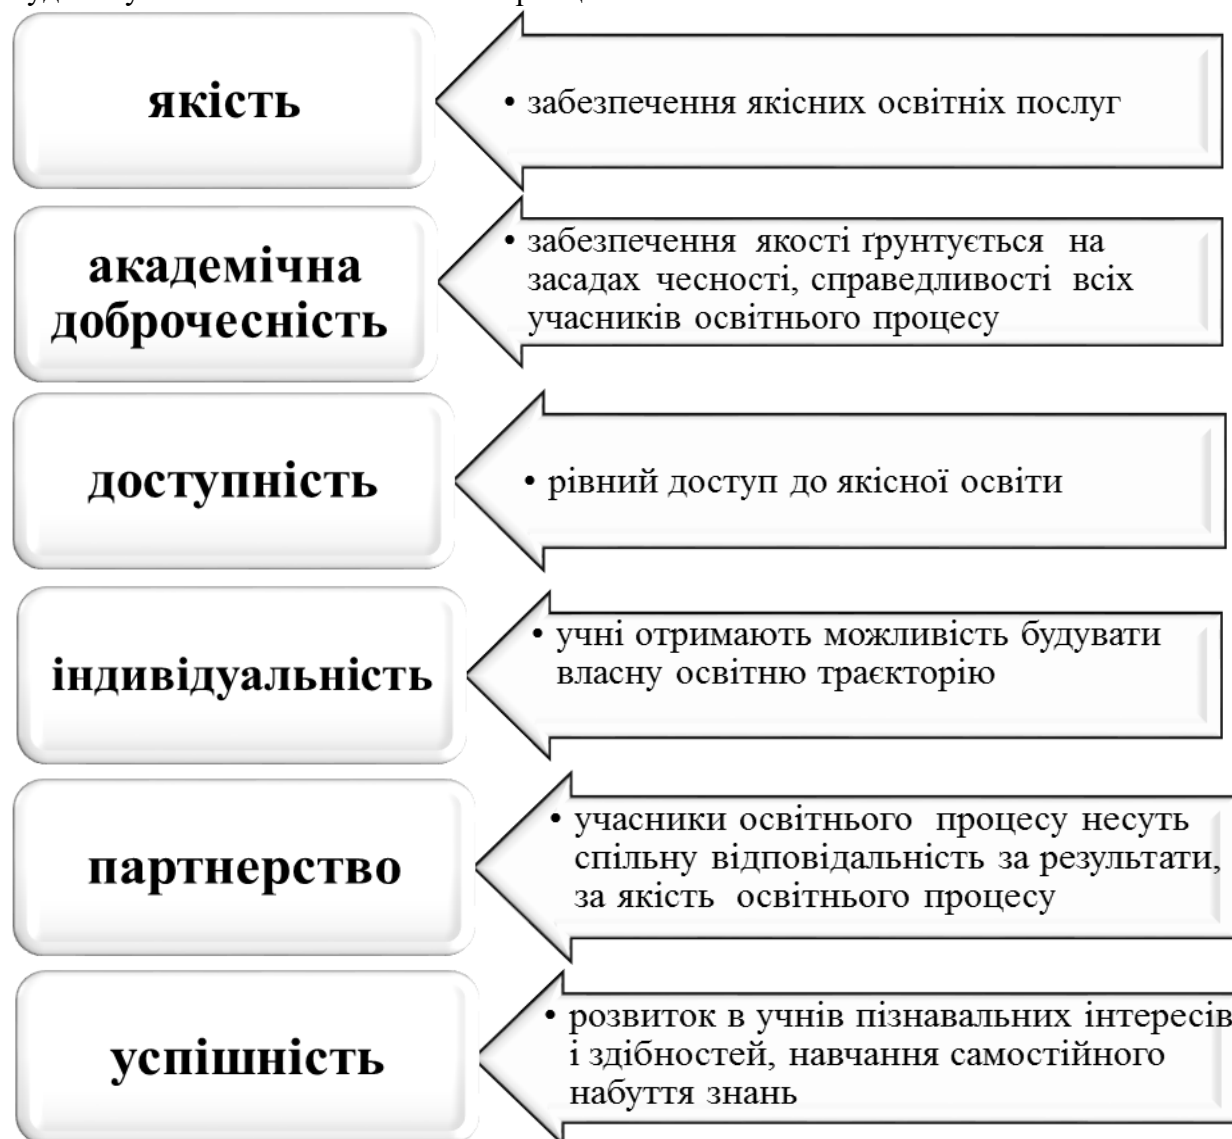 якість
• забезпечення якісних освітніх послуг
академічна
доброчесність
• забезпечення якості ґрунтується на
засадах чесності, справедливості всіх
учасників освітнього процесу
доступність
• рівний доступ до якісної освіти
індивідуальність
• учні отримають можливість будувати
власну освітню траєкторію
партнерство
• учасники освітнього процесу несуть
спільну відповідальність за результати,
за якість освітнього процесу
успішність
• розвиток в учнів пізнавальних інтересів
і здібностей, навчання самостійного
набуття знань